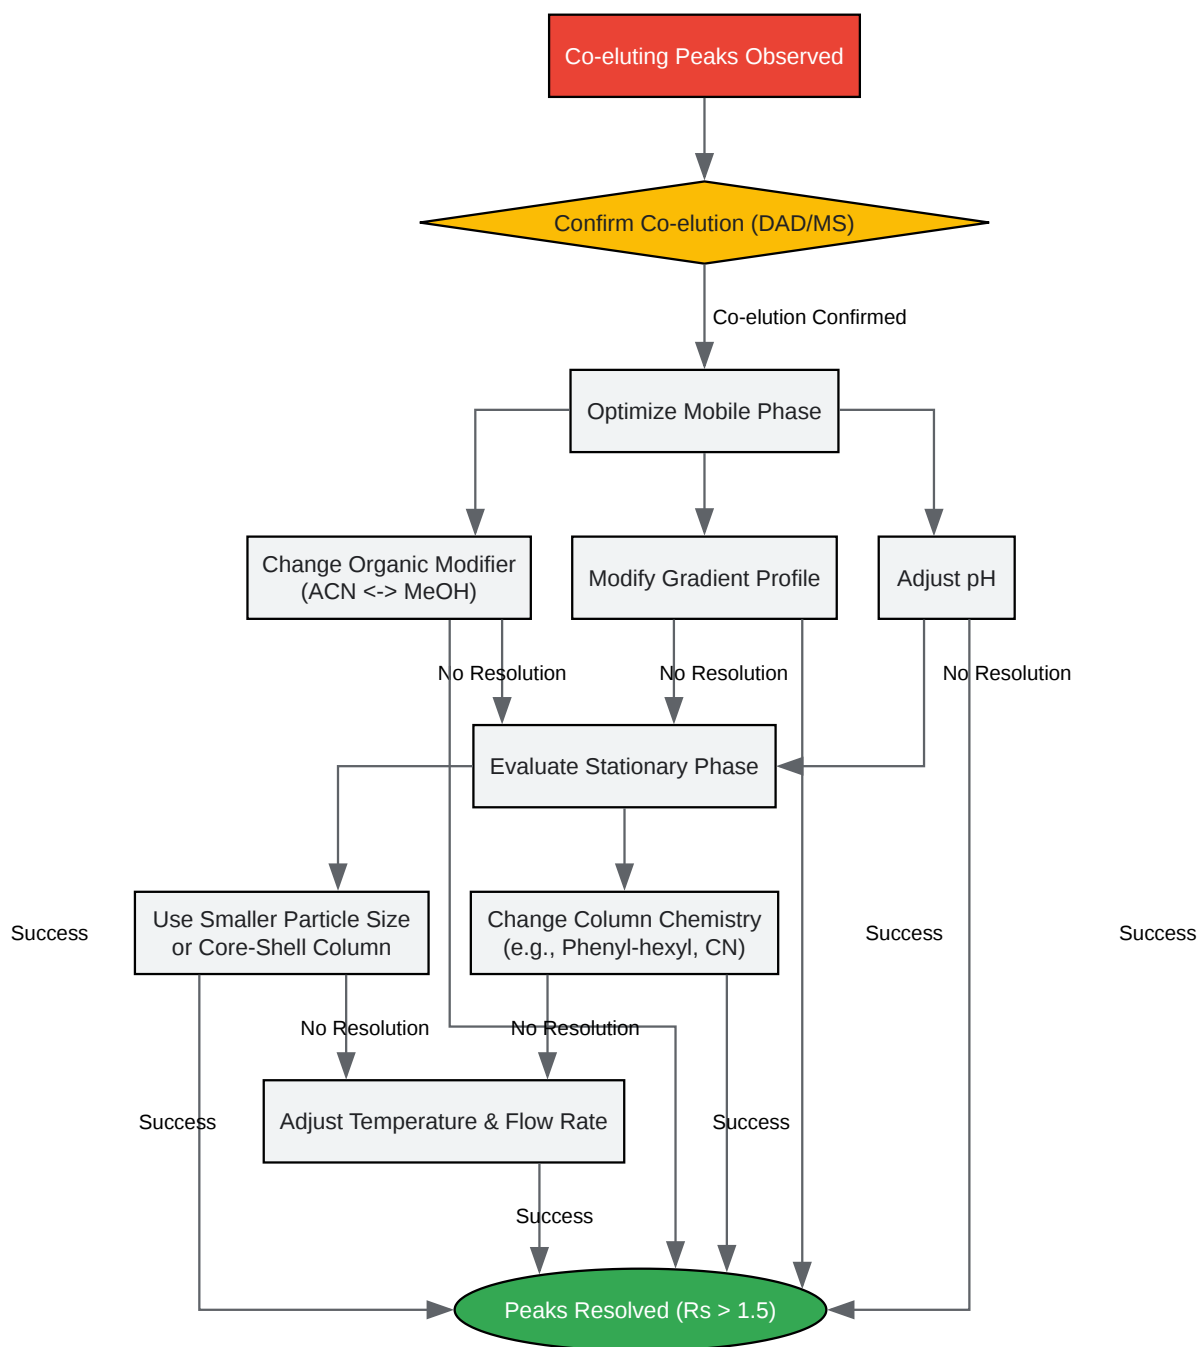 Co-eluting Peaks Observed
Confirm Co-elution (DAD/MS)
Co-elution Confirmed
Optimize Mobile Phase
Change Organic Modifier
(ACN <-> MeOH)
Modify Gradient Profile
Adjust pH
No Resolution
No Resolution
No Resolution
Evaluate Stationary Phase
Success
Use Smaller Particle Size
or Core-Shell Column
Change Column Chemistry
(e.g., Phenyl-hexyl, CN)
Success
Success
No Resolution
No Resolution
Success
Adjust Temperature & Flow Rate
Success
Success
Peaks Resolved (Rs > 1.5)